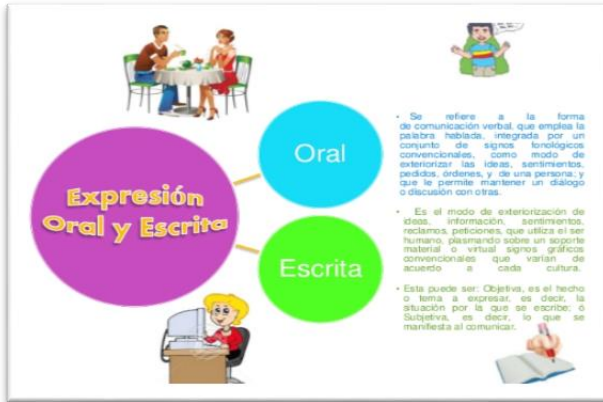 Expresión
Oral y Escrita
Oral
Escrita
• Se refiere a la forma
de comunicación verbal, que emplea la
palabra hablada, integrada por un
conjunto de signos fonológicos
convencionales, como modo de
exteriorizar las ideas, sentimientos,
pedidos, órdenes, y de una persona; y
que le permite mantener un diálogo
o discusión con otras.
• Es el modo de exteriorización de
ideas, información, sentimientos,
reclamos, peticiones, que utiliza el ser
humano, plasmando sobre un soporte
material o virtual signos gráficos
convencionales que varían de
acuerdo a cada cultura.
• Esta puede ser: Objetiva, es el hecho
o tema a expresar, es decir, la
situación por la que se escribe; ó
Subjetiva, es decir, lo que se
manifiesta al comunicar.